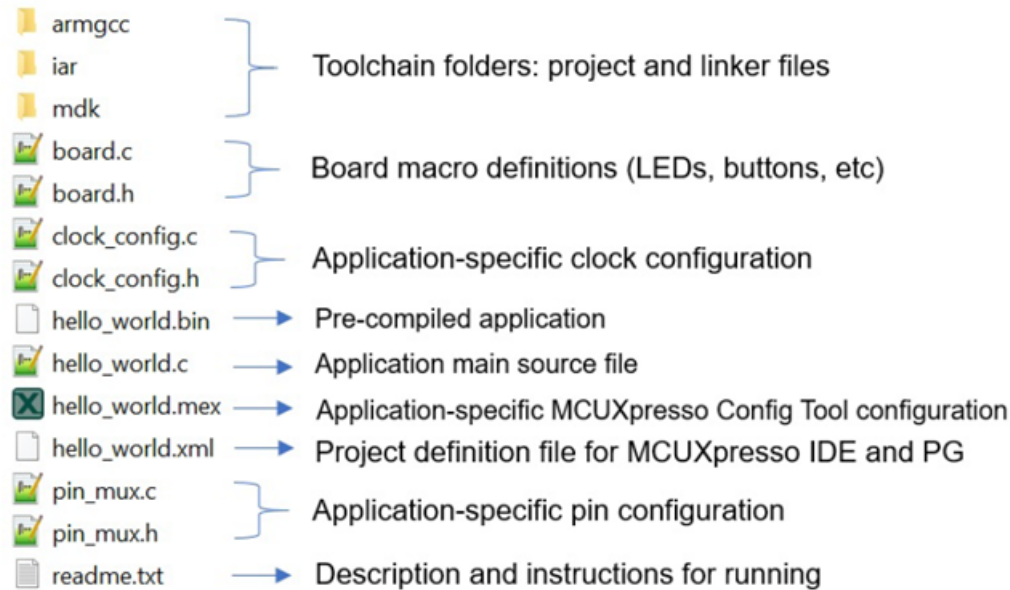 armgcc
iar
mdk
Toolchain folders: project and linker files
board.c
board.h
Board macro definitions (LEDs, buttons, etc)
clock_config.c
clock_config.h
Application-specific clock configuration
hello_world.bin Pre-compiled application
hello_world.c Application main source file
hello_world.mex Application-specific MCUXpresso Config Tool configuration
hello_world.xml Project definition file for MCUXpresso IDE and PG
pin_mux.c
pin_mux.h
Application-specific pin configuration
readme.txt Description and instructions for running